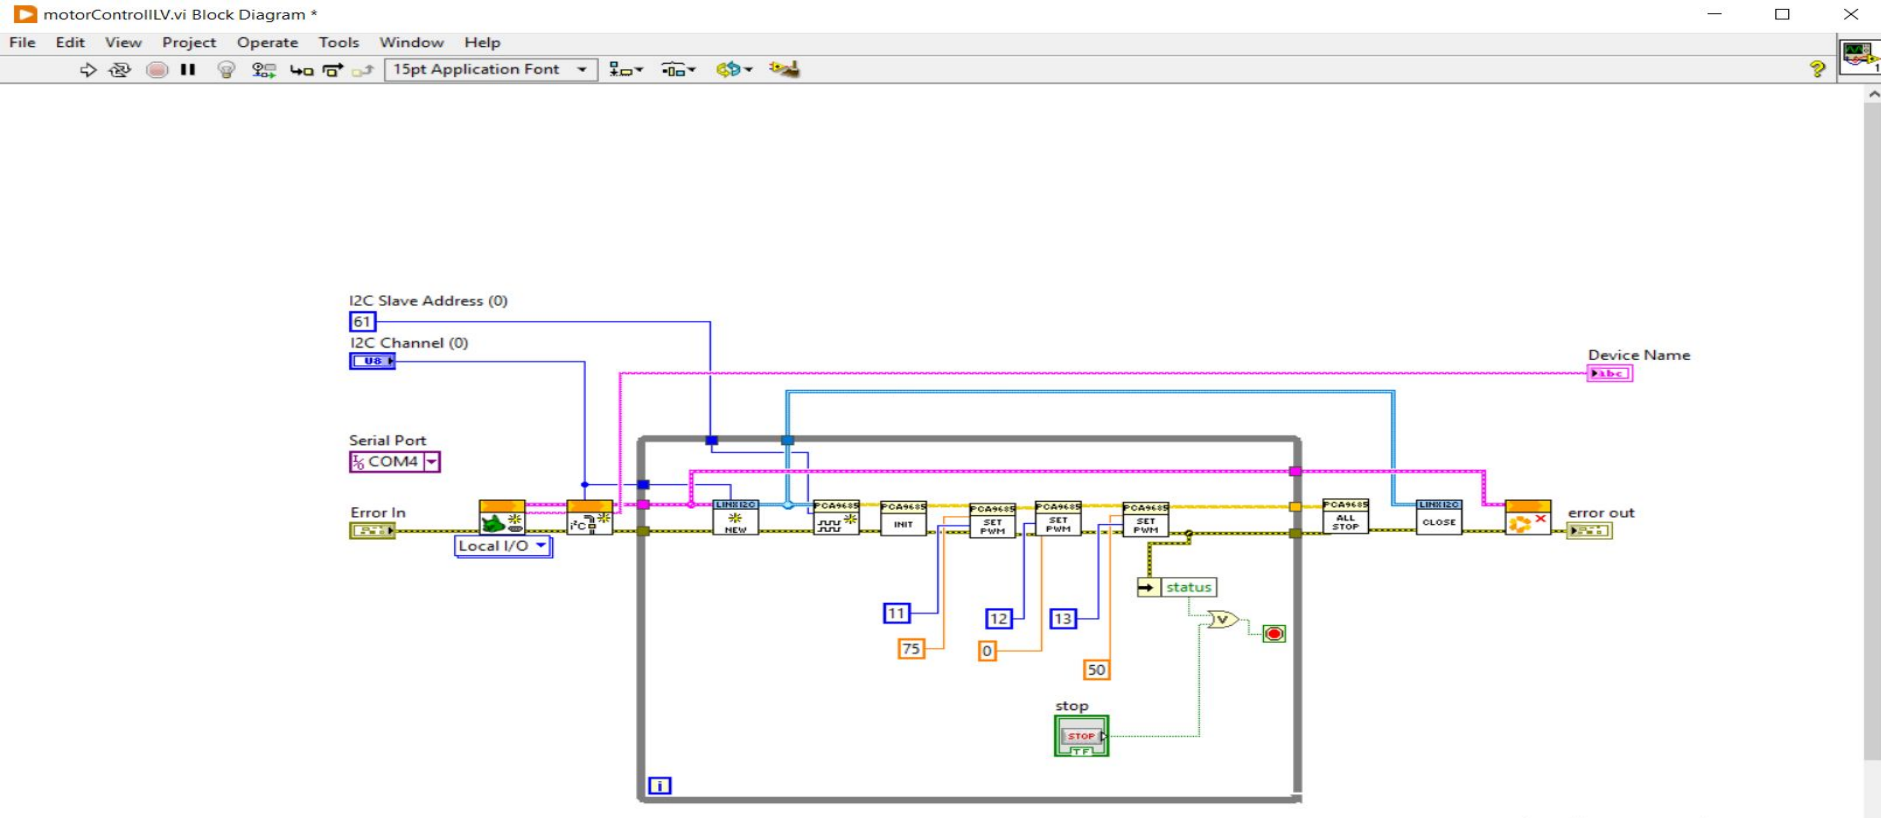 motorControlILV.vi Block Diagram *
File Edit View Project Operate Tools Window Help
15pt Application Font
?
1
I2C Slave Address (0)
61
I2C Channel (0)
U8
Device Name
abc
Serial Port
I/O COM4
Error In
Local I/O
I²C
LINX I2C
NEW
PCA9685
PCA9685
INIT
PCA9685
SET
PWM
PCA9685
SET
PWM
PCA9685
SET
PWM
PCA9685
ALL
STOP
LINX I2C
CLOSE
error out
status
11
12
13
V
75
0
50
stop
STOP
TF
i